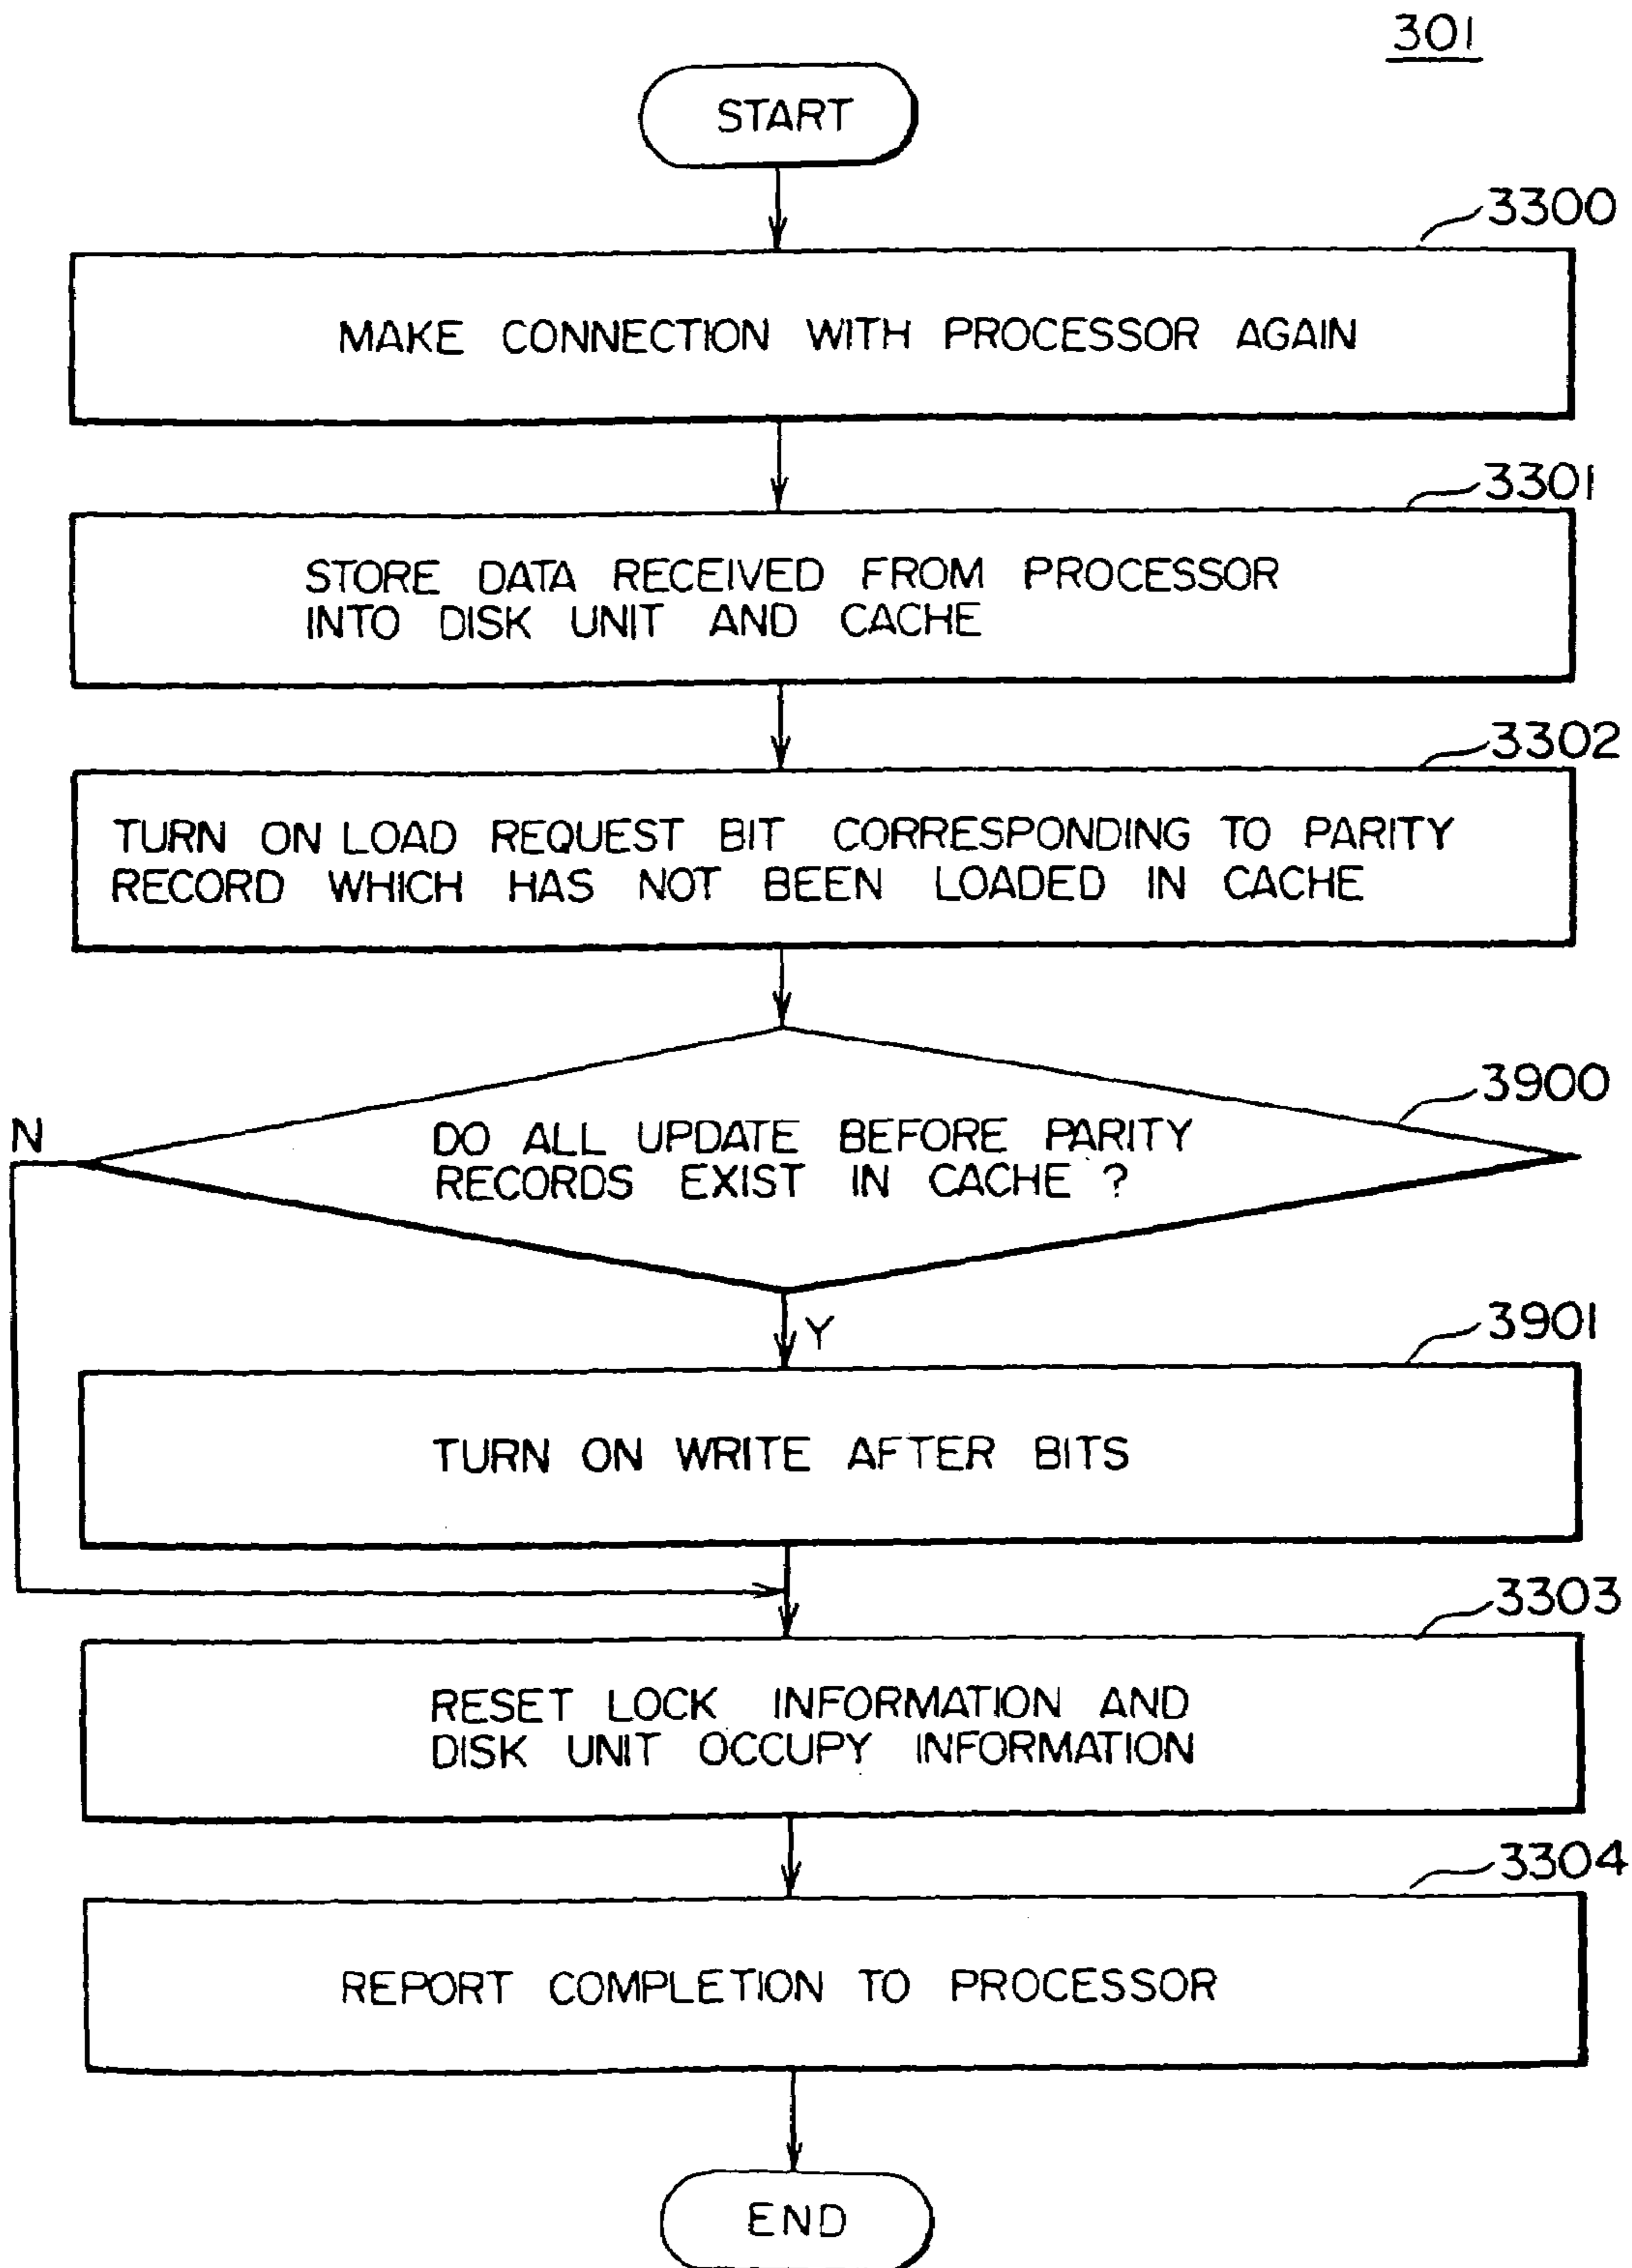 301
START
3300
MAKE CONNECTION WITH PROCESSOR AGAIN
3301
STORE DATA RECEIVED FROM PROCESSOR
INTO DISK UNIT AND CACHE
3302
TURN ON LOAD REQUEST BIT CORRESPONDING TO PARITY
RECORD WHICH HAS NOT BEEN LOADED IN CACHE
3900
N
DO ALL UPDATE BEFORE PARITY
RECORDS EXIST IN CACHE ?
Y
3901
TURN ON WRITE AFTER BITS
3303
RESET LOCK INFORMATION AND
DISK UNIT OCCUPY INFORMATION
3304
REPORT COMPLETION TO PROCESSOR
END